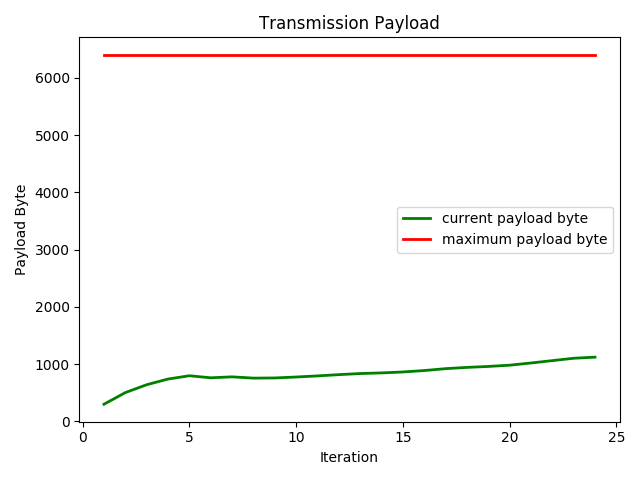 Transmission Payload
Payload Byte
6000
5000
4000
3000
2000
1000
0
current payload byte
maximum payload byte
0 5 10 15 20 25
Iteration